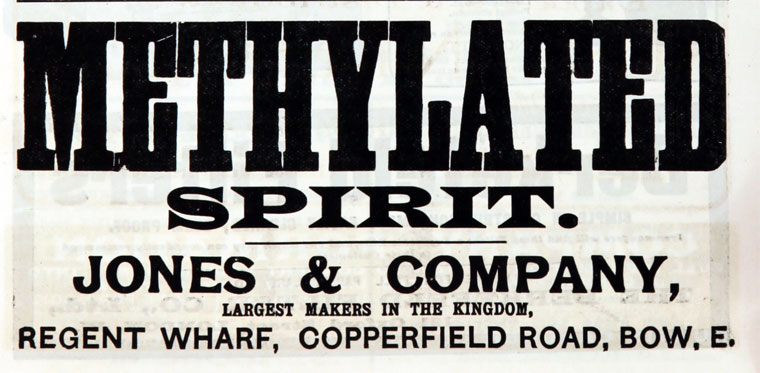 METHYLATED
SPIRIT.
JONES & COMPANY,
LARGEST MAKERS IN THE KINGDOM,
REGENT WHARF, COPPERFIELD ROAD, BOW, E.